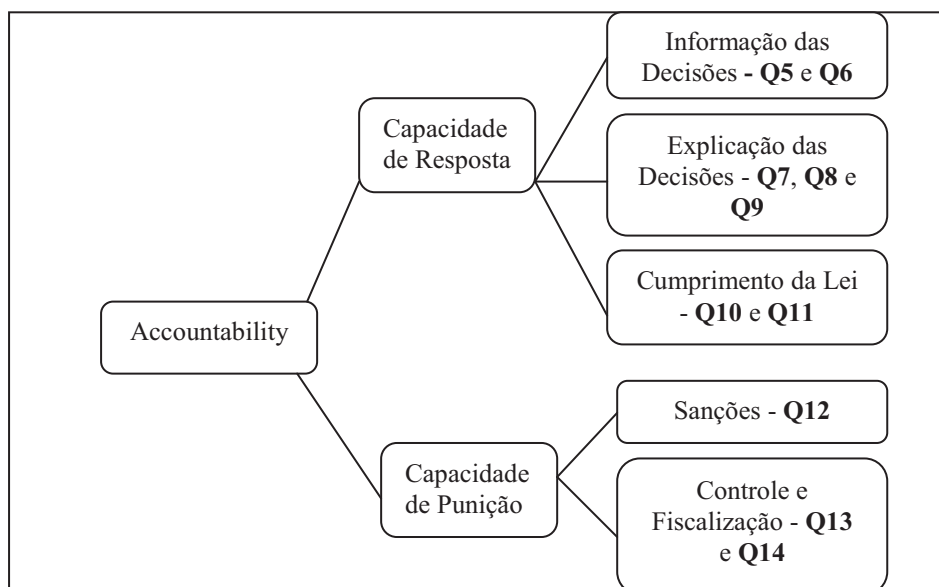 Informação das
Decisões - Q5 e Q6
Capacidade
de Resposta
Explicação das
Decisões - Q7, Q8 e
Q9
Cumprimento da Lei
- Q10 e Q11
Accountability
Sanções - Q12
Capacidade
de Punição
Controle e
Fiscalização - Q13
e Q14